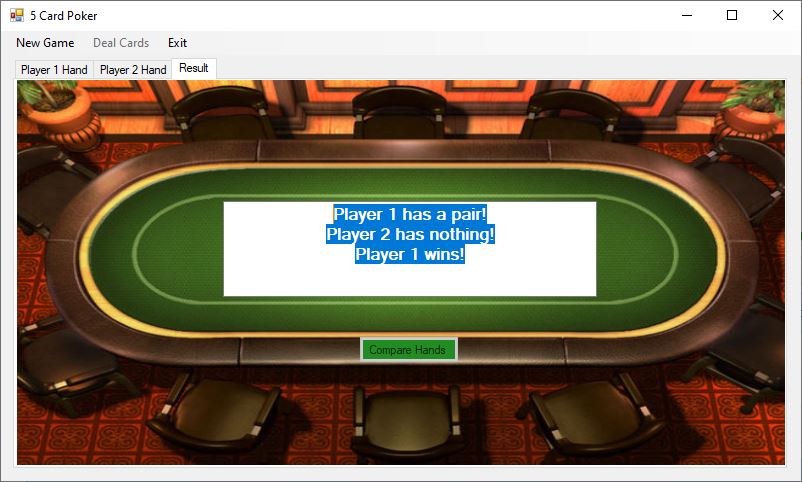 5 Card Poker
New Game Deal Cards Exit
Player 1 Hand Player 2 Hand Result
Player 1 has a pair!
Player 2 has nothing!
Player 1 wins!
Compare Hands